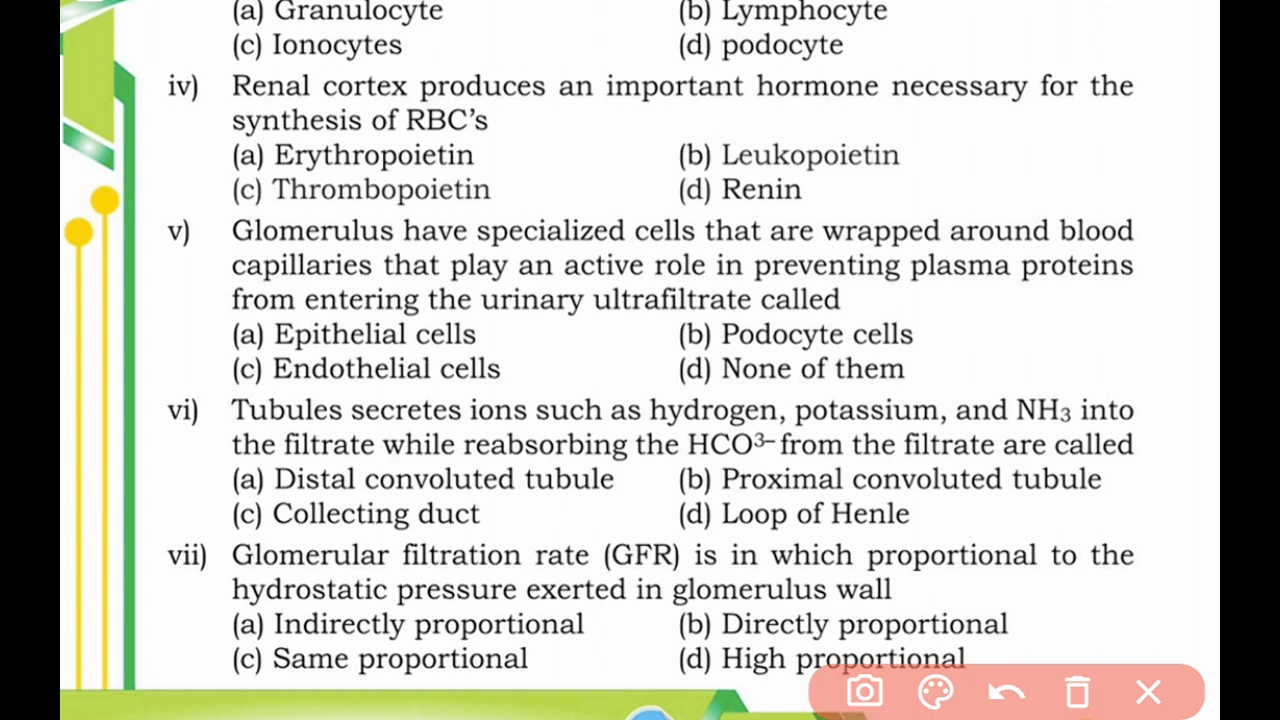 (a) Granulocyte (b) Lymphocyte
(c) Ionocytes (d) podocyte
iv) Renal cortex produces an important hormone necessary for the
synthesis of RBC’s
(a) Erythropoietin (b) Leukopoietin
(c) Thrombopoietin (d) Renin
v) Glomerulus have specialized cells that are wrapped around blood
capillaries that play an active role in preventing plasma proteins
from entering the urinary ultrafiltrate called
(a) Epithelial cells (b) Podocyte cells
(c) Endothelial cells (d) None of them
vi) Tubules secretes ions such as hydrogen, potassium, and NH₃ into
the filtrate while reabsorbing the HCO³⁻ from the filtrate are called
(a) Distal convoluted tubule (b) Proximal convoluted tubule
(c) Collecting duct (d) Loop of Henle
vii) Glomerular filtration rate (GFR) is in which proportional to the
hydrostatic pressure exerted in glomerulus wall
(a) Indirectly proportional (b) Directly proportional
(c) Same proportional (d) High proportional